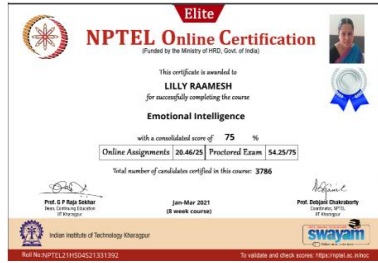 Elite
NPTEL Online Certification
(Funded by the Ministry of HRD, Govt. of India)
This certificate is awarded to
LILLY RAAMESH
for successfully completing the course
Emotional Intelligence
with a consolidated score of 75 %
Online Assignments 20.46/25 Proctored Exam 54.25/75
Total number of candidates certified in this course: 3786
Prof. G P Raja Sekhar
Dean, Continuing Education
IIT Kharagpur
Jan-Mar 2021
(8 week course)
Prof. Debjani Chakraborty
Coordinator, NPTEL
IIT Kharagpur
Indian Institute of Technology Kharagpur
swayam
Roll No:NPTEL21HS04S21331392
To validate and check scores: https://nptel.ac.in/noc